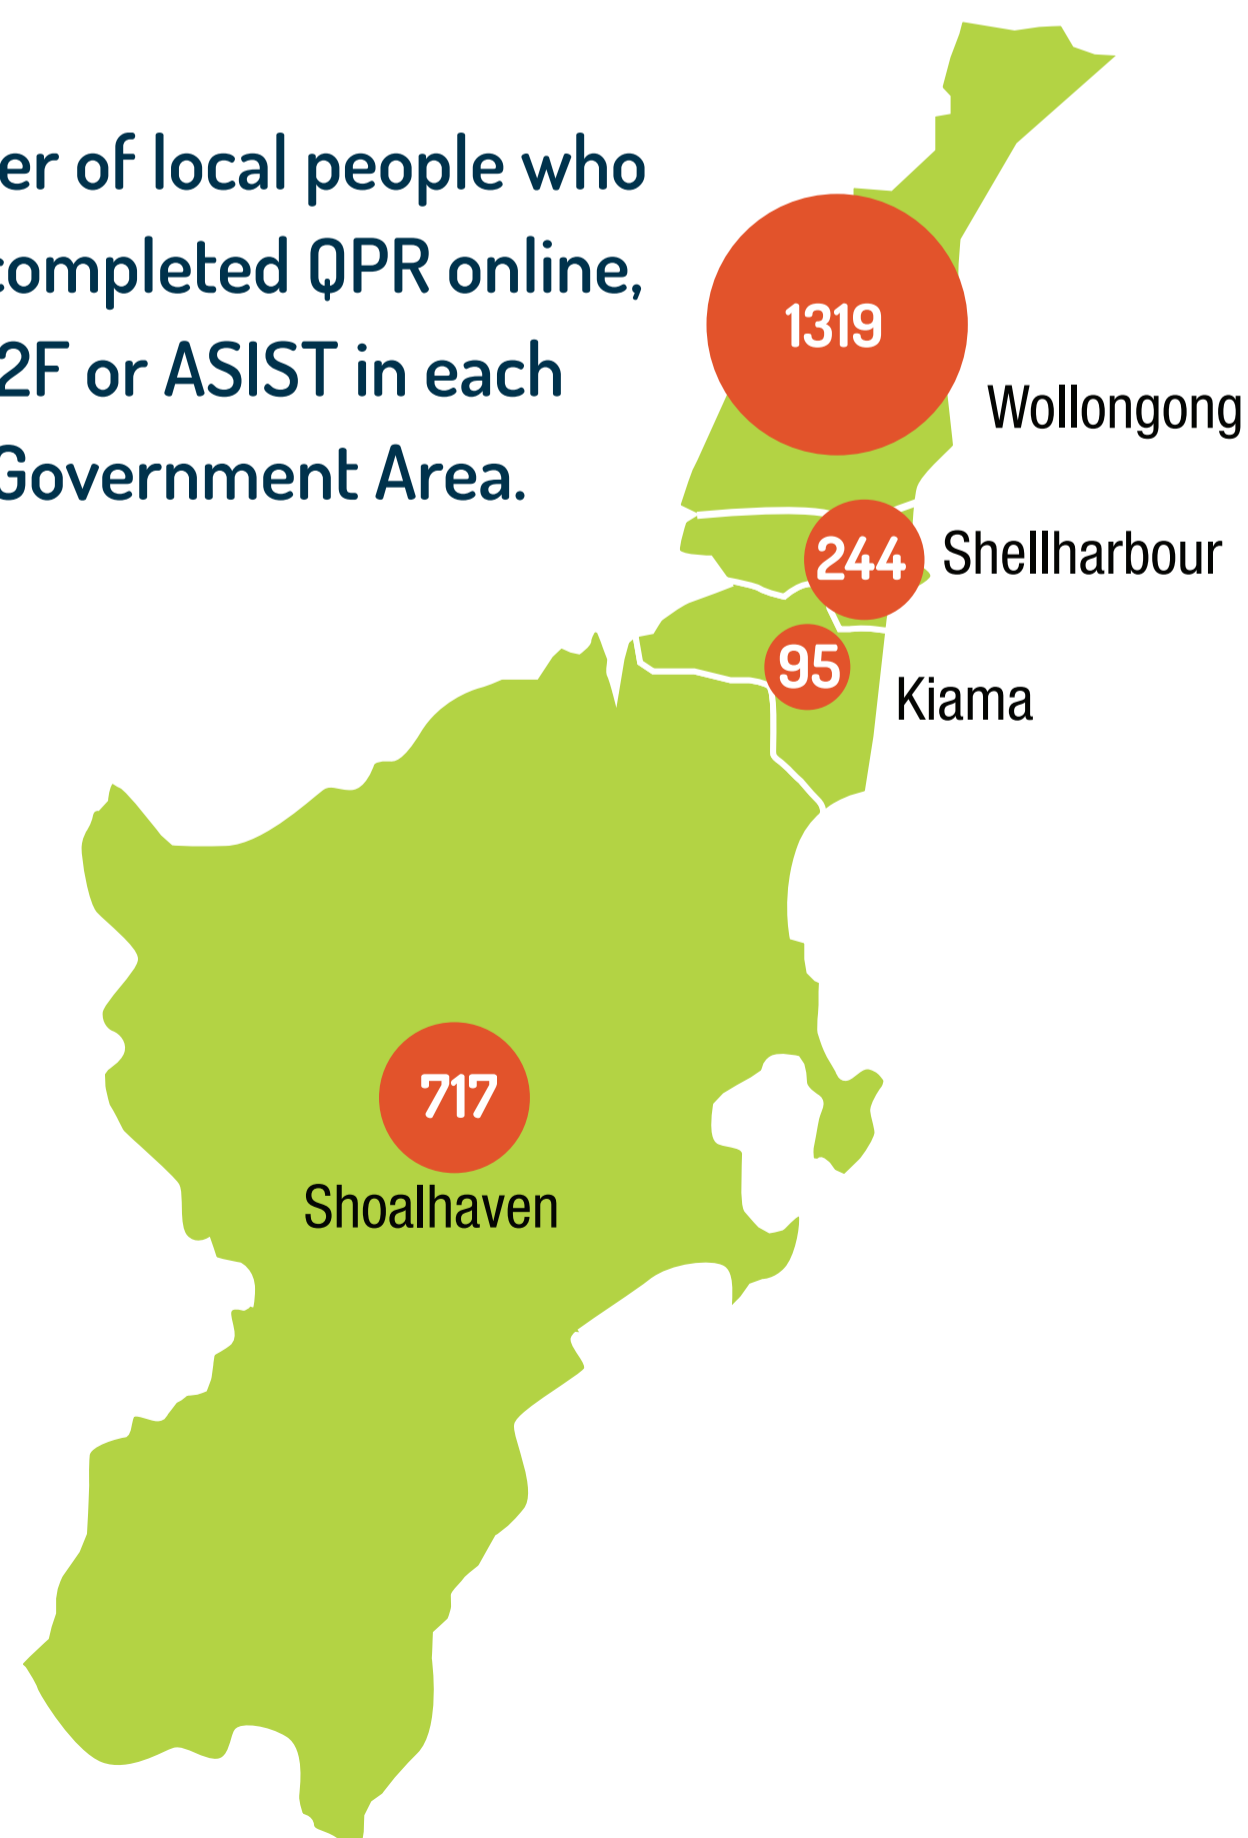 er of local people who
completed QPR online,
2F or ASIST in each
Government Area.
1319
Wollongong
244
Shellharbour
95
Kiama
717
Shoalhaven